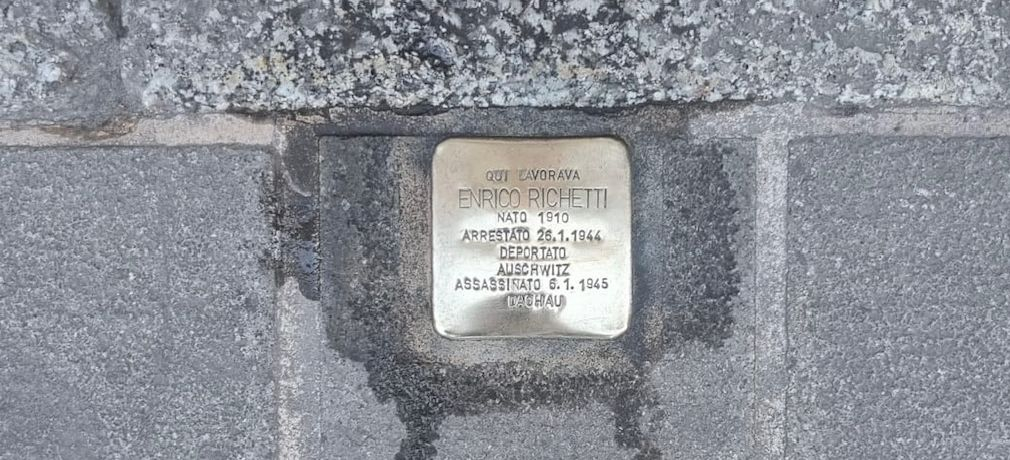 QUI LAVORAVA
ENRICO RICHETTI
NATO 1910
ARRESTATO 26.1.1944
DEPORTATO
AUSCHWITZ
ASSASSINATO 6.1.1945
DACHAU